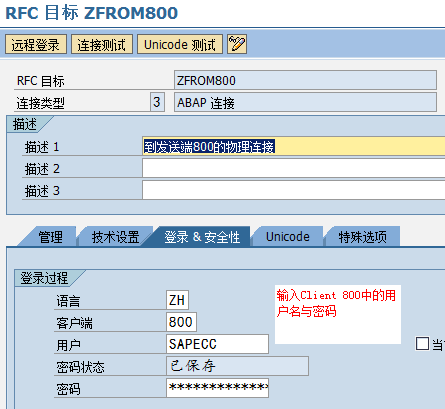 RFC 目标 ZFROM800
远程登录 连接测试 Unicode 测试
RFC 目标 ZFROM800
连接类型 3 ABAP 连接
描述
描述 1 到发送端800的物理连接
描述 2
描述 3
管理 技术设置 登录 & 安全性 Unicode 特殊选项
登录过程
语言 ZH
客户端 800
用户 SAPECC
密码状态 已保存
密码 *************
输入Client 800中的用
户名与密码
当